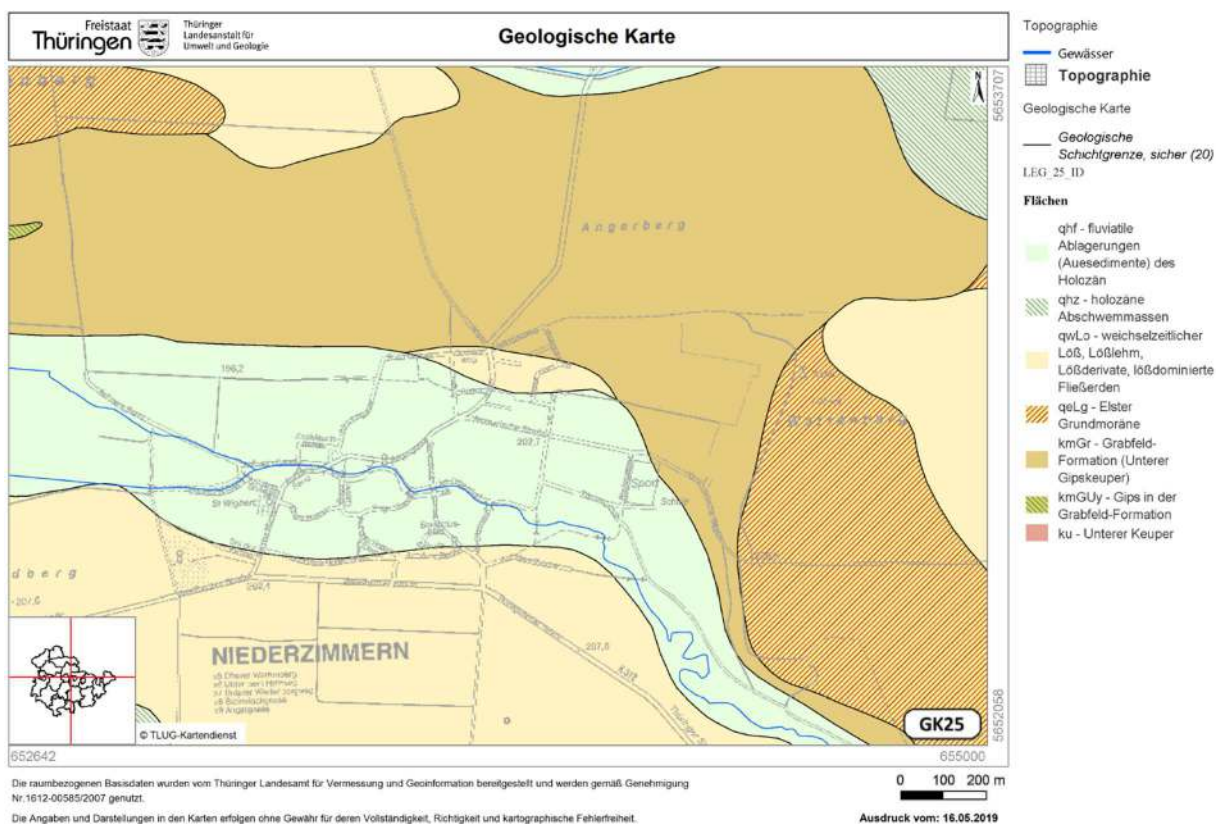 Freistaat
Thüringen
Thüringer
Landesanstalt für
Umwelt und Geologie
Geologische Karte
N
5653707
Angerberg
196,2
207,1
Sport
St Wigbert
dberg
207,6
NIEDERZIMMERN
K317
© TLUG-Kartendienst
GK25
5652058
652642
655000
Topographie
Gewässer
Topographie
Geologische Karte
Geologische
Schichtgrenze, sicher (20)
LEG_25_ID
Flächen
qhf - fluviatile
Ablagerungen
(Auesedimente) des
Holozän
qhz - holozäne
Abschwemmassen
qwLo - weichselzeitlicher
Löß, Lößlehm,
Lößderivate, lößdominierte
Fließerden
qeLg - Elster
Grundmoräne
kmGr - Grabfeld-
Formation (Unterer
Gipskeuper)
kmGUy - Gips in der
Grabfeld-Formation
ku - Unterer Keuper
Die raumbezogenen Basisdaten wurden vom Thüringer Landesamt für Vermessung und Geoinformation bereitgestellt und werden gemäß Genehmigung
Nr.1612-00585/2007 genutzt.
Die Angaben und Darstellungen in den Karten erfolgen ohne Gewähr für deren Vollständigkeit, Richtigkeit und kartographische Fehlerfreiheit.
0 100 200 m
Ausdruck vom: 16.05.2019